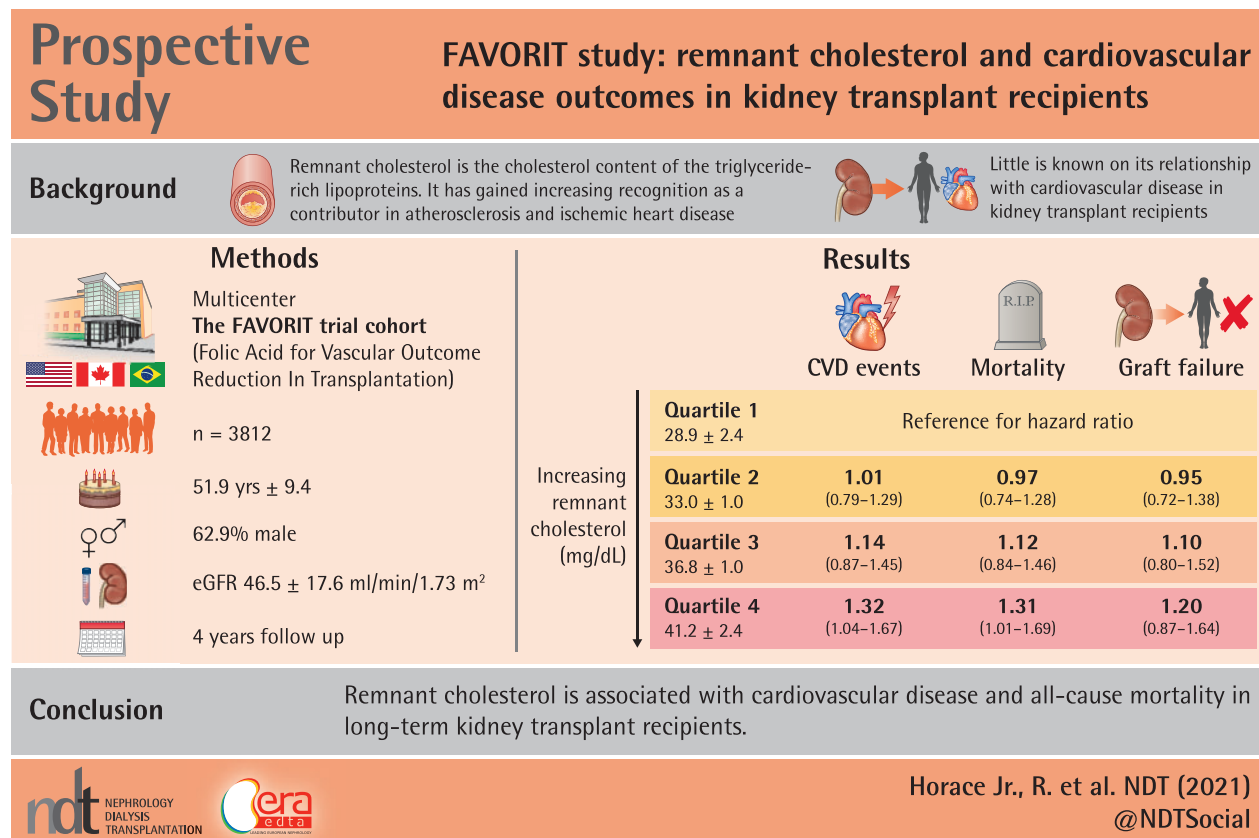 Prospective
Study
FAVORIT study: remnant cholesterol and cardiovascular
disease outcomes in kidney transplant recipients
Background
Remnant cholesterol is the cholesterol content of the triglyceride-
rich lipoproteins. It has gained increasing recognition as a
contributor in atherosclerosis and ischemic heart disease
Little is known on its relationship
with cardiovascular disease in
kidney transplant recipients
Methods
Multicenter
The FAVORIT trial cohort
(Folic Acid for Vascular Outcome
Reduction In Transplantation)
n = 3812
51.9 yrs ± 9.4
62.9% male
eGFR 46.5 ± 17.6 ml/min/1.73 m²
4 years follow up
Results
R.I.P.
CVD events Mortality Graft failure
Increasing
remnant
cholesterol
(mg/dL)
Quartile 1
28.9 ± 2.4
Reference for hazard ratio
Quartile 2 1.01 0.97 0.95
33.0 ± 1.0 (0.79–1.29) (0.74–1.28) (0.72–1.38)
Quartile 3 1.14 1.12 1.10
36.8 ± 1.0 (0.87–1.45) (0.84–1.46) (0.80–1.52)
Quartile 4 1.32 1.31 1.20
41.2 ± 2.4 (1.04–1.67) (1.01–1.69) (0.87–1.64)
Conclusion
Remnant cholesterol is associated with cardiovascular disease and all-cause mortality in
long-term kidney transplant recipients.
ndt
NEPHROLOGY
DIALYSIS
TRANSPLANTATION
era
edta
LEADING EUROPEAN NEPHROLOGY
Horace Jr., R. et al. NDT (2021)
@NDTSocial